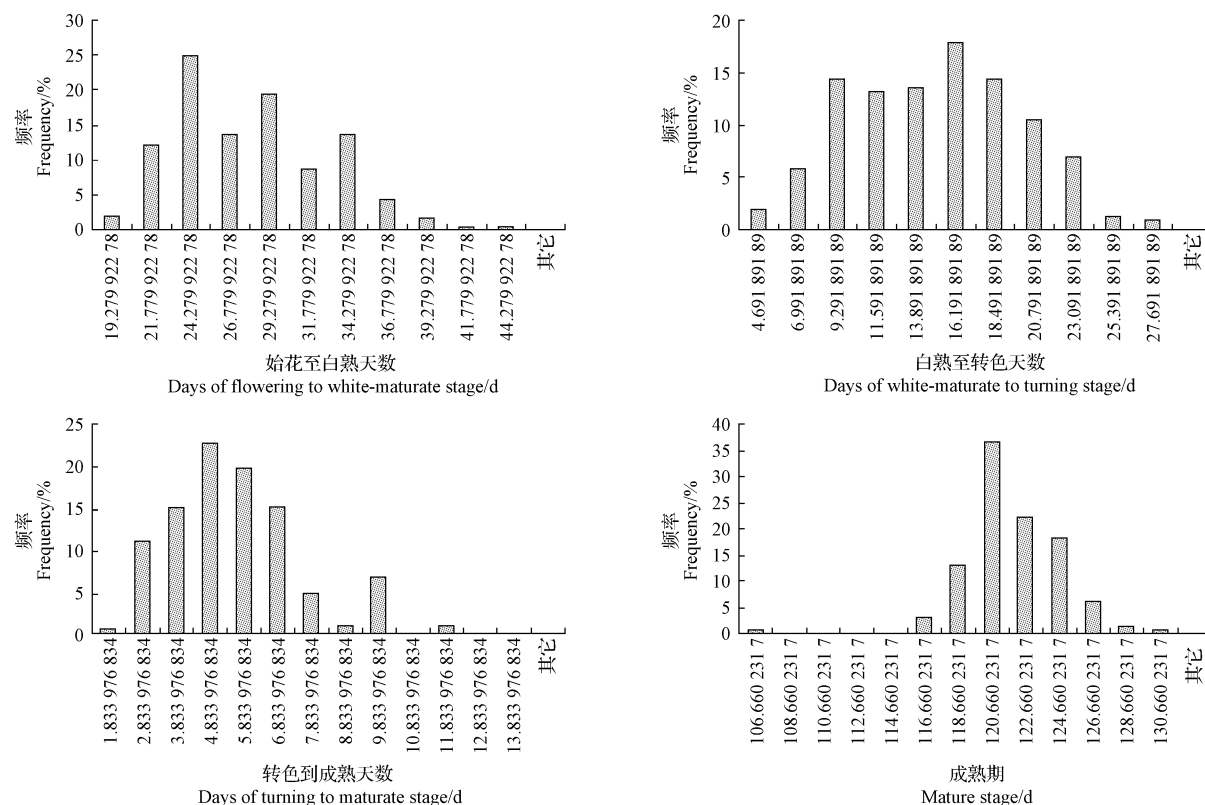 频率
Frequency/%
30
25
20
15
10
5
0
19.279 922 78
21.779 922 78
24.279 922 78
26.779 922 78
29.279 922 78
31.779 922 78
34.279 922 78
36.779 922 78
39.279 922 78
41.779 922 78
44.279 922 78
其它
始花至白熟天数
Days of flowering to white-maturate stage/d
频率
Frequency/%
20
15
10
5
0
4.691 891 89
6.991 891 89
9.291 891 89
11.591 891 89
13.891 891 89
16.191 891 89
18.491 891 89
20.791 891 89
23.091 891 89
25.391 891 89
27.691 891 89
其它
白熟至转色天数
Days of white-maturate to turning stage/d
频率
Frequency/%
25
20
15
10
5
0
1.833 976 834
2.833 976 834
3.833 976 834
4.833 976 834
5.833 976 834
6.833 976 834
7.833 976 834
8.833 976 834
9.833 976 834
10.833 976 834
11.833 976 834
12.833 976 834
13.833 976 834
其它
转色到成熟天数
Days of turning to maturate stage/d
频率
Frequency/%
40
35
30
25
20
15
10
5
0
106.660 231 7
108.660 231 7
110.660 231 7
112.660 231 7
114.660 231 7
116.660 231 7
118.660 231 7
120.660 231 7
122.660 231 7
124.660 231 7
126.660 231 7
128.660 231 7
130.660 231 7
其它
成熟期
Mature stage/d